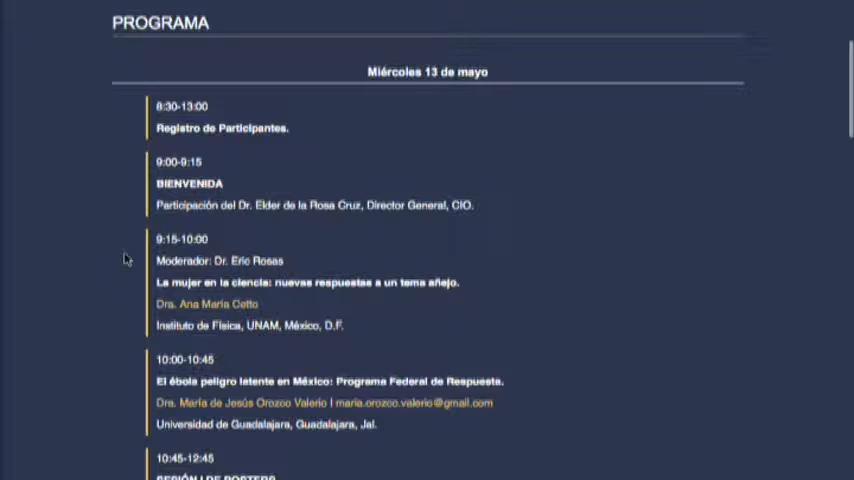 PROGRAMA
Miércoles 13 de mayo
8:30-13:00
Registro de Participantes.
9:00-9:15
BIENVENIDA
Participación del Dr. Elder de la Rosa Cruz, Director General, CIO.
9:15-10:00
Moderador: Dr. Eric Rosas
La mujer en la ciencia: nuevas respuestas a un tema añejo.
Dra. Ana María Cetto
Instituto de Física, UNAM, México, D.F.
10:00-10:45
El ébola peligro latente en México: Programa Federal de Respuesta.
Dra. María de Jesús Orozco Valerio | maria.orozco.valerio@gmail.com
Universidad de Guadalajara, Guadalajara, Jal.
10:45-12:45
SESIÓN I DE POSTERS